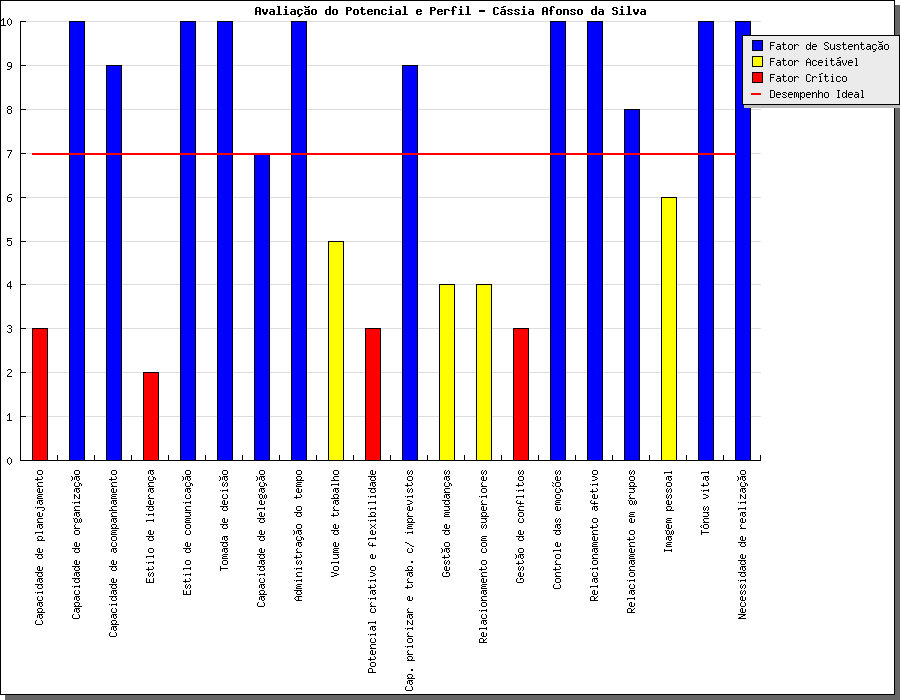 Avaliação do Potencial e Perfil - Cássia Afonso da Silva
Fator de Sustentação
Fator Aceitável
Fator Crítico
Desempenho Ideal
10
9
8
7
6
5
4
3
2
1
0
Capacidade de planejamento
Capacidade de organização
Capacidade de acompanhamento
Estilo de liderança
Estilo de comunicação
Tomada de decisão
Capacidade de delegação
Administração do tempo
Volume de trabalho
Potencial criativo e flexibilidade
Cap. priorizar e trab. c/ imprevistos
Gestão de mudanças
Relacionamento com superiores
Gestão de conflitos
Controle das emoções
Relacionamento afetivo
Relacionamento em grupos
Imagem pessoal
Tônus vital
Necessidade de realização